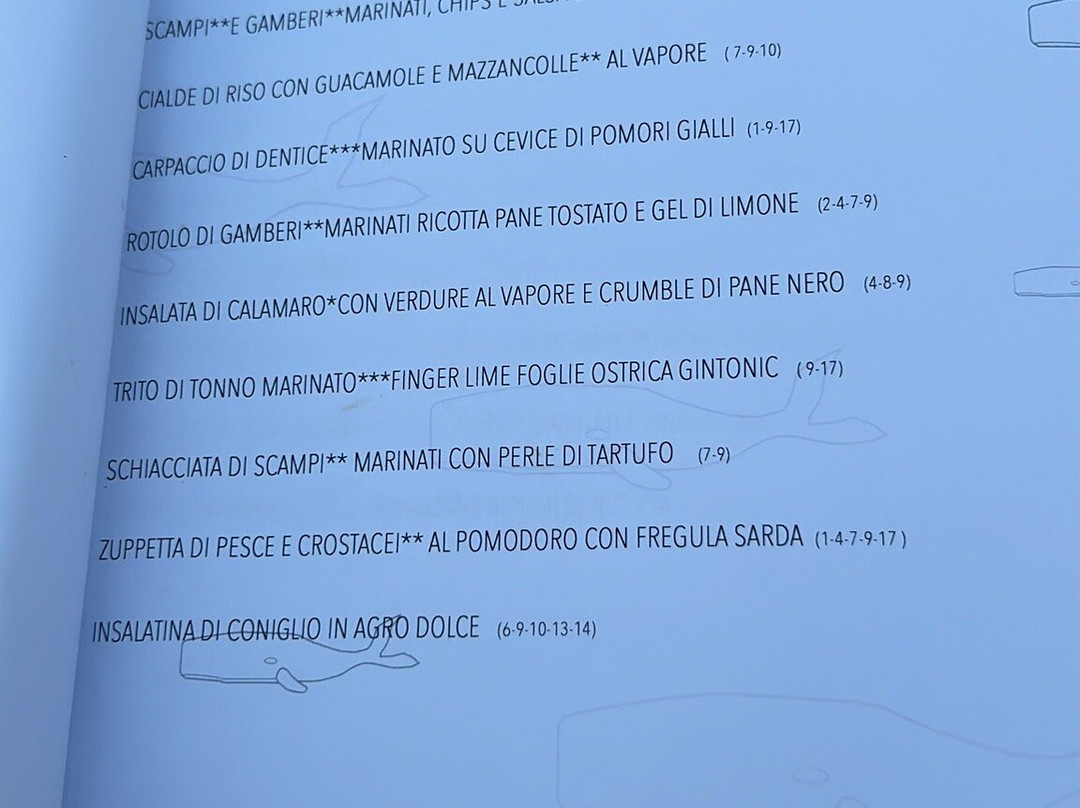 SCAMPI**E GAMBERI**MARINATI, CHIPS E
CIALDE DI RISO CON GUACAMOLE E MAZZANCOLLE** AL VAPORE (7-9-10)
CARPACCIO DI DENTICE***MARINATO SU CEVICE DI POMORI GIALLI (1-9-17)
ROTOLO DI GAMBERI**MARINATI RICOTTA PANE TOSTATO E GEL DI LIMONE (2-4-7-9)
INSALATA DI CALAMARO*CON VERDURE AL VAPORE E CRUMBLE DI PANE NERO (4-8-9)
TRITO DI TONNO MARINATO***FINGER LIME FOGLIE OSTRICA GINTONIC ( 9-17)
SCHIACCIATA DI SCAMPI** MARINATI CON PERLE DI TARTUFO (7-9)
ZUPPETTA DI PESCE E CROSTACEI** AL POMODORO CON FREGULA SARDA (1-4-7-9-17 )
INSALATINA DI CONIGLIO IN AGRO DOLCE (6-9-10-13-14)